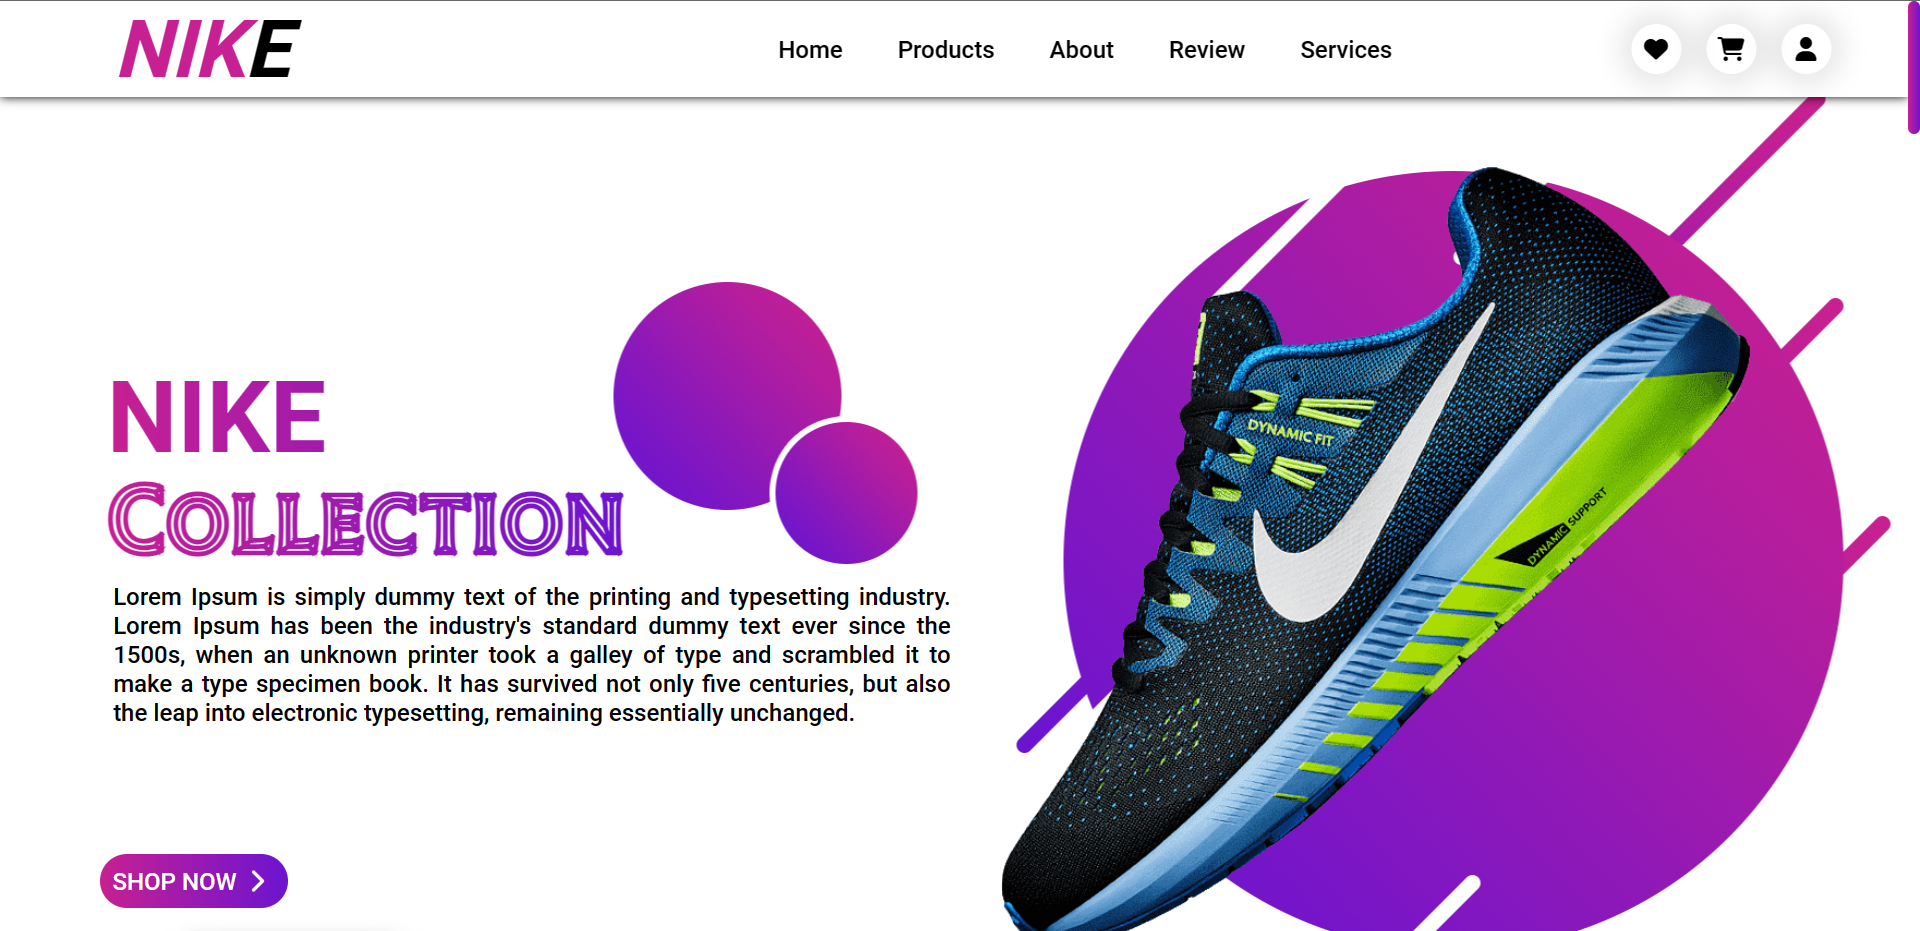 NIKE
Home Products About Review Services
NIKE
COLLECTION
Lorem Ipsum is simply dummy text of the printing and typesetting industry.
Lorem Ipsum has been the industry's standard dummy text ever since the
1500s, when an unknown printer took a galley of type and scrambled it to
make a type specimen book. It has survived not only five centuries, but also
the leap into electronic typesetting, remaining essentially unchanged.
SHOP NOW
DYNAMIC FIT
DYNAMIC SUPPORT